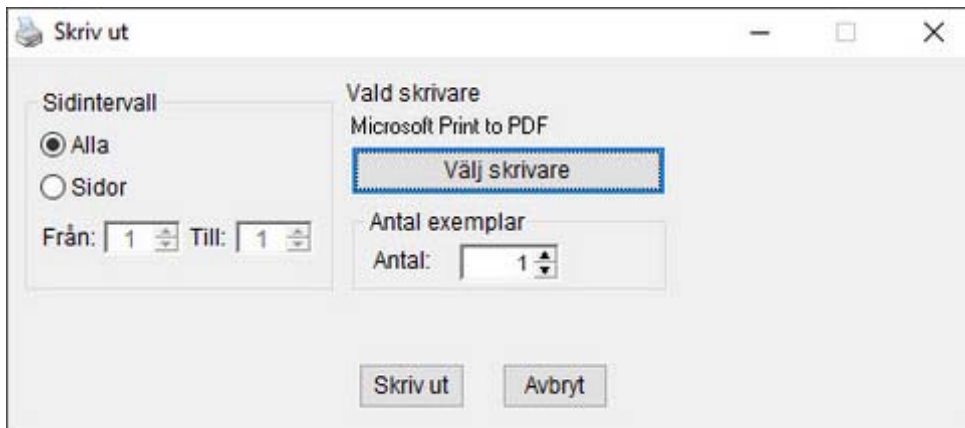 Skriv ut
Sidintervall
Alla
Sidor
Från: 1 Till: 1
Vald skrivare
Microsoft Print to PDF
Välj skrivare
Antal exemplar
Antal: 1
Skriv ut Avbryt